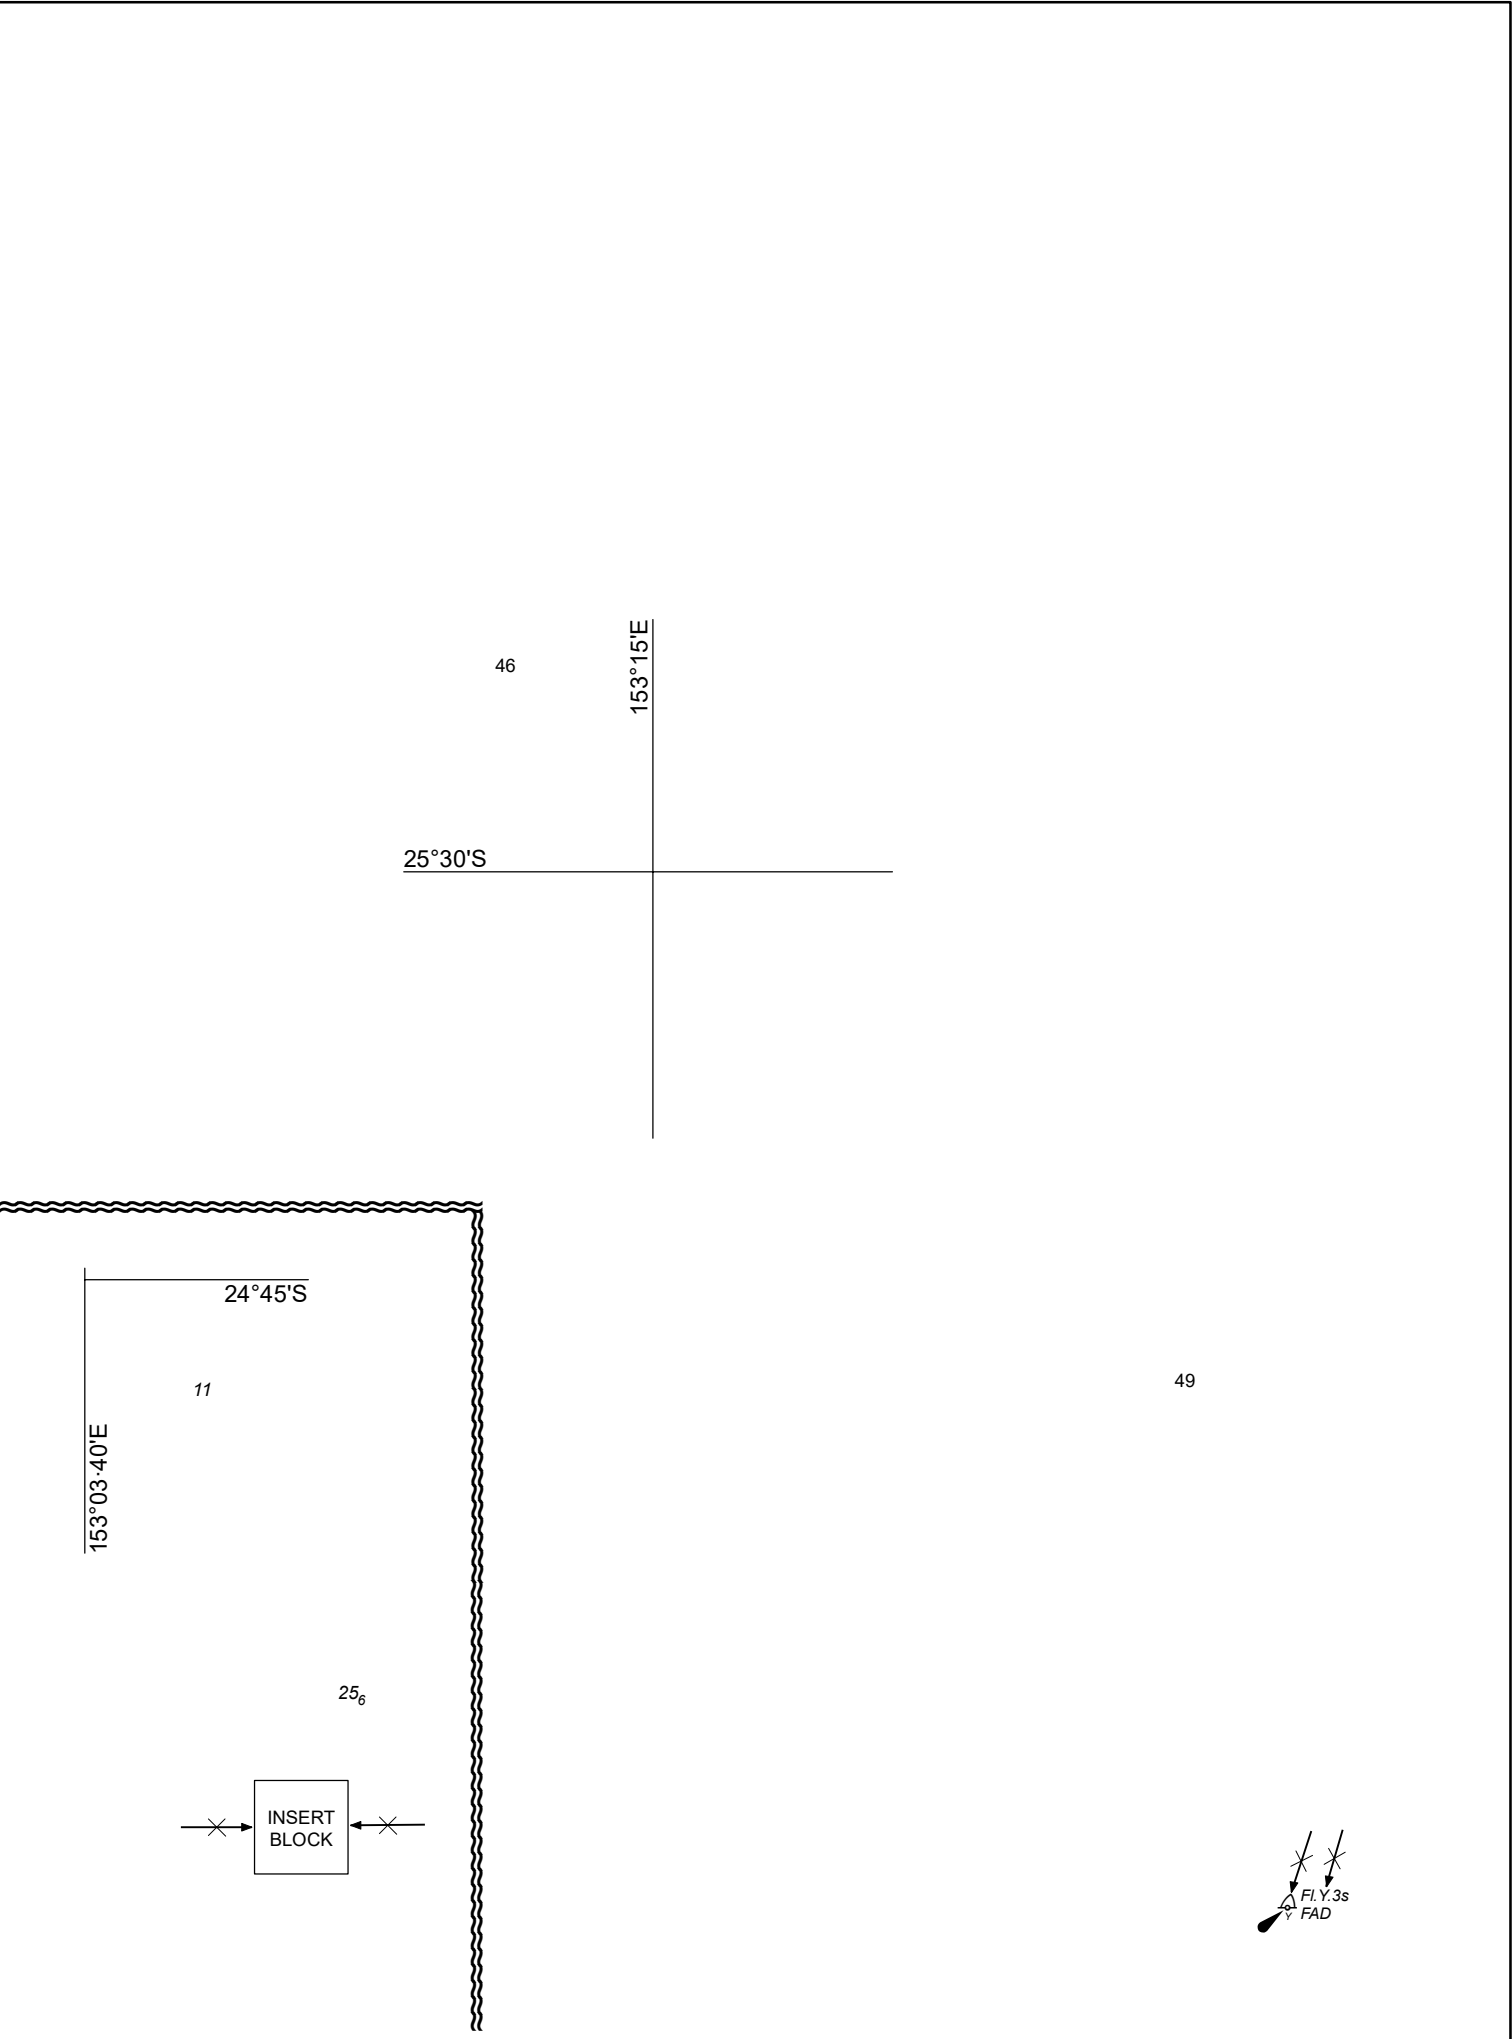 153°15'E
46
25°30'S
24°45'S
11
49
153°03·40'E
25₆
INSERT
BLOCK
Fl.Y.3s
FAD
Y